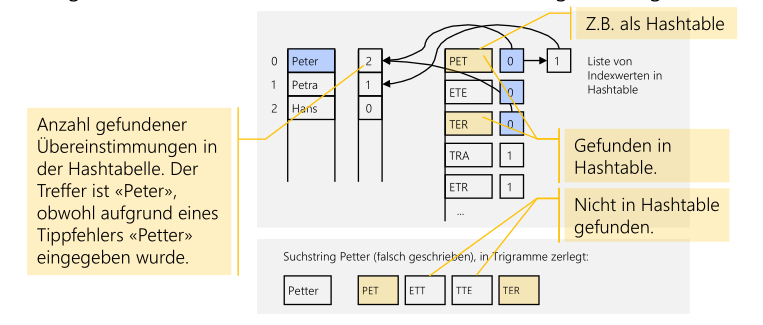 Z.B. als Hashtable
0 Peter 2 PET 0 1 Liste von
Indexwerten in
Hashtable
1 Petra 1 ETE 0
2 Hans 0 TER 0
TRA 1
ETR 1
...
Anzahl gefundener
Übereinstimmungen in
der Hashtabelle. Der
Treffer ist «Peter»,
obwohl aufgrund eines
Tippfehlers «Petter»
eingegeben wurde.
Gefunden in
Hashtable.
Nicht in Hashtable
gefunden.
Suchstring Petter (falsch geschrieben), in Trigramme zerlegt:
Petter PET ETT TTE TER